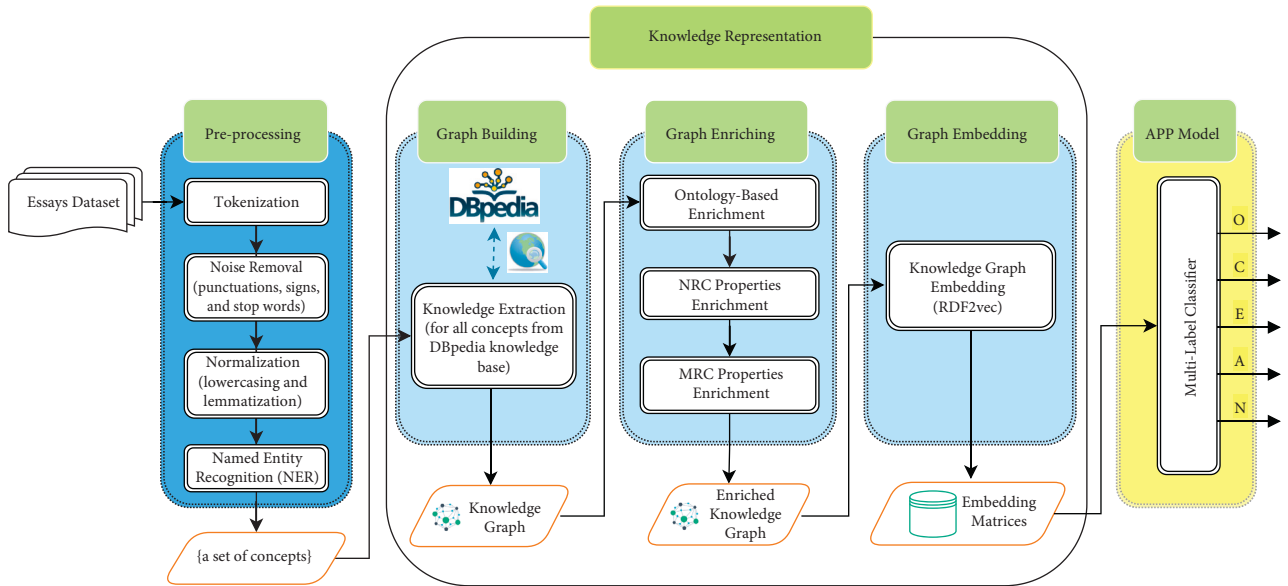 Knowledge Representation
Pre-processing
Graph Building
Graph Enriching
Graph Embedding
APP Model
Essays Dataset
Tokenization
Noise Removal
(punctuations, signs,
and stop words)
Normalization
(lowercasing and
lemmatization)
Named Entity
Recognition (NER)
{a set of concepts}
DBpedia
Knowledge Extraction
(for all concepts from
DBpedia knowledge
base)
Knowledge
Graph
Ontology-Based
Enrichment
NRC Properties
Enrichment
MRC Properties
Enrichment
Enriched
Knowledge
Graph
Knowledge Graph
Embedding
(RDF2vec)
Embedding
Matrices
Multi-Label Classifier
O
C
E
A
N